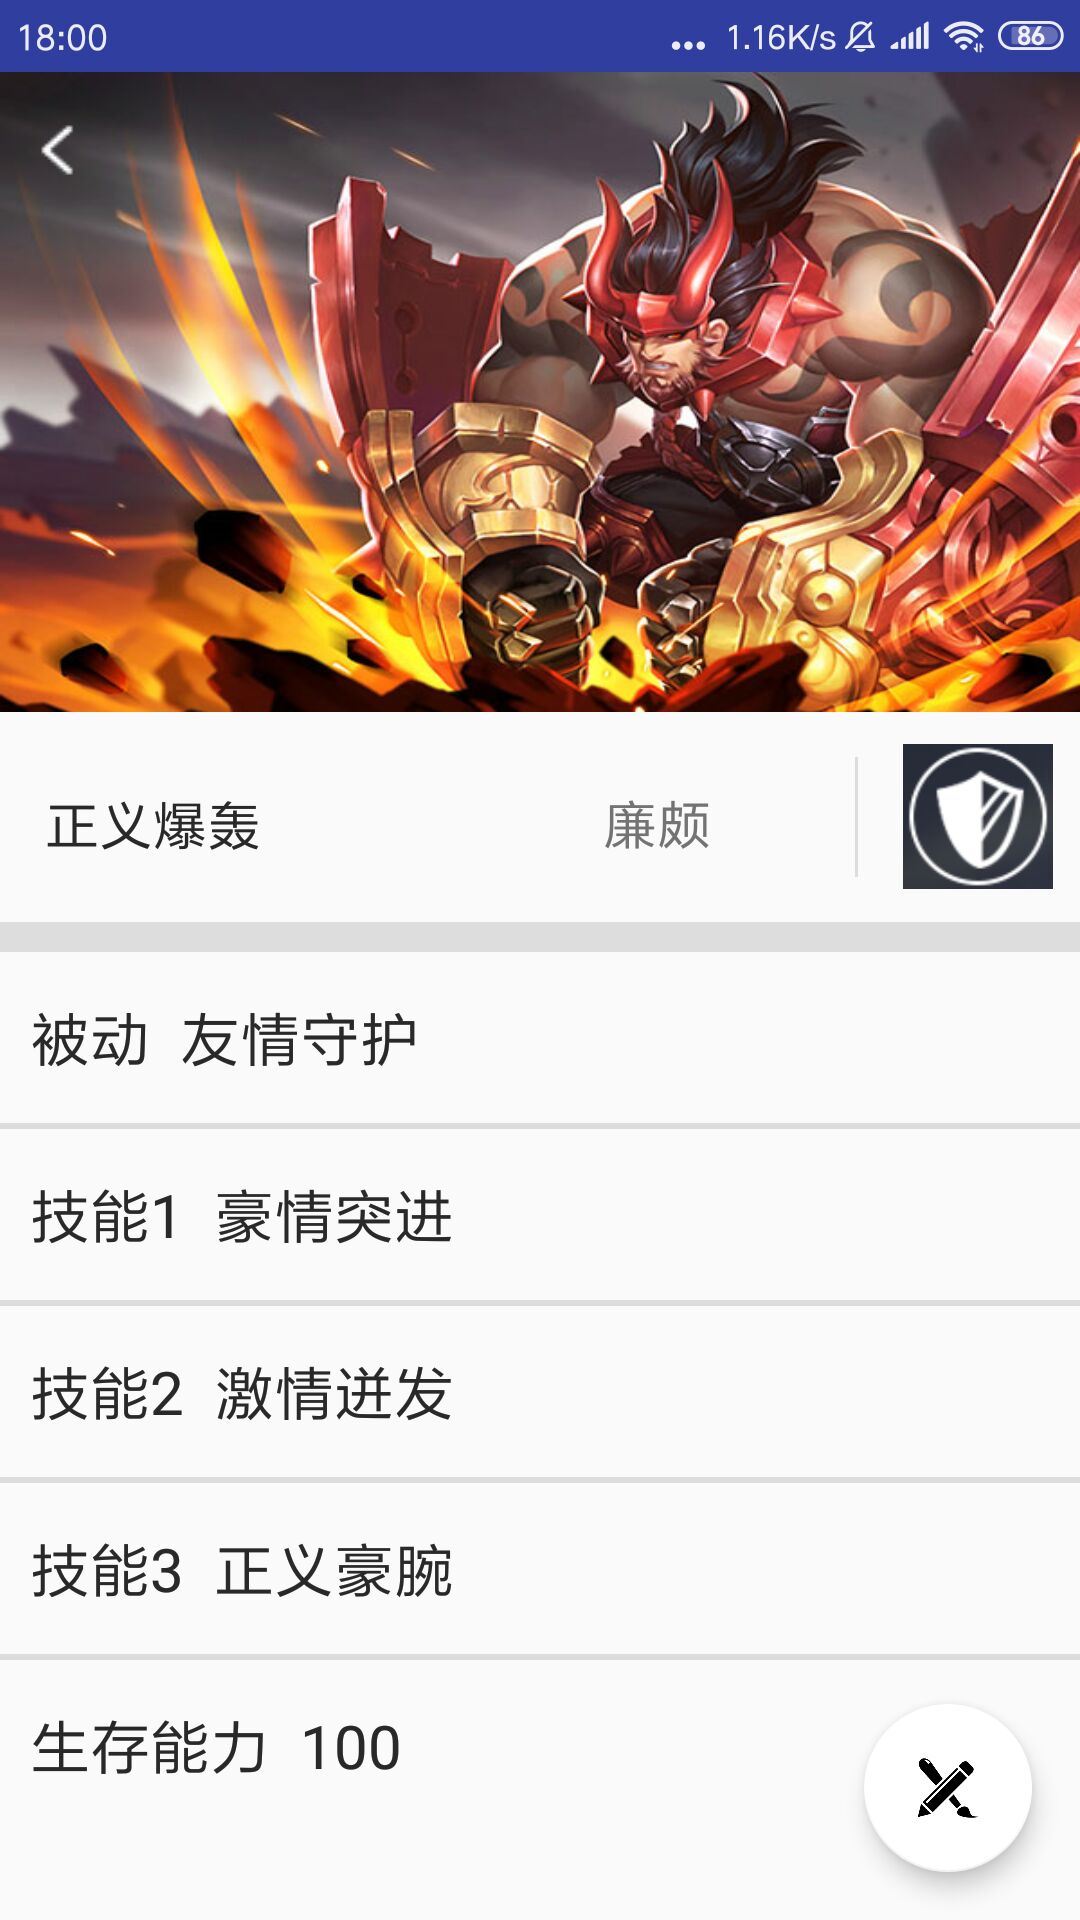 18:00 ... 1.16K/s 86
正义爆轰 廉颇
被动 友情守护
技能1 豪情突进
技能2 激情迸发
技能3 正义豪腕
生存能力 100